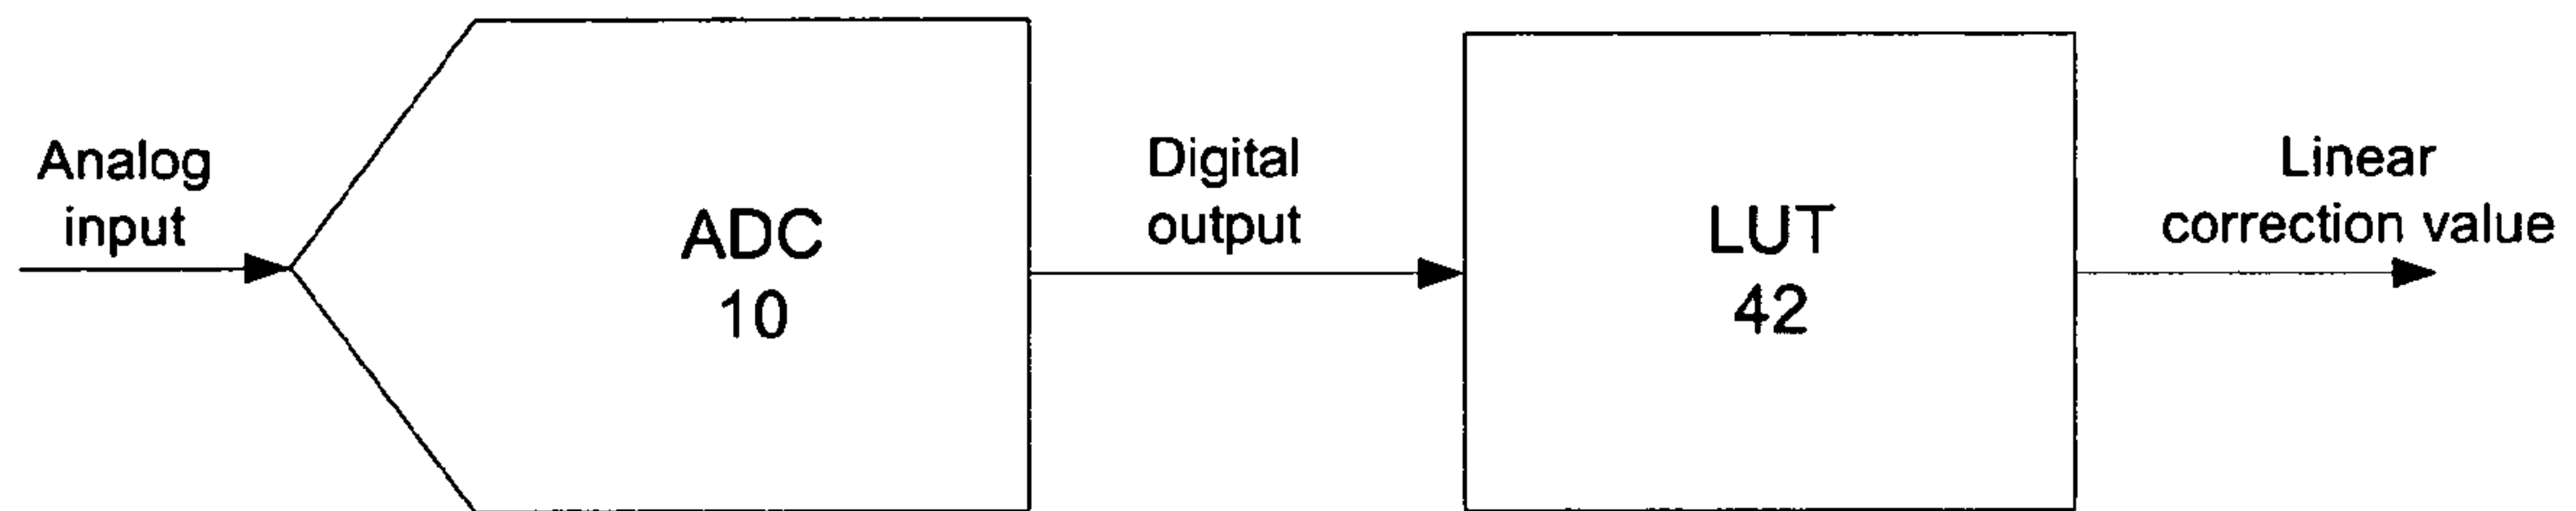 Analog
input
ADC
10
Digital
output
LUT
42
Linear
correction value